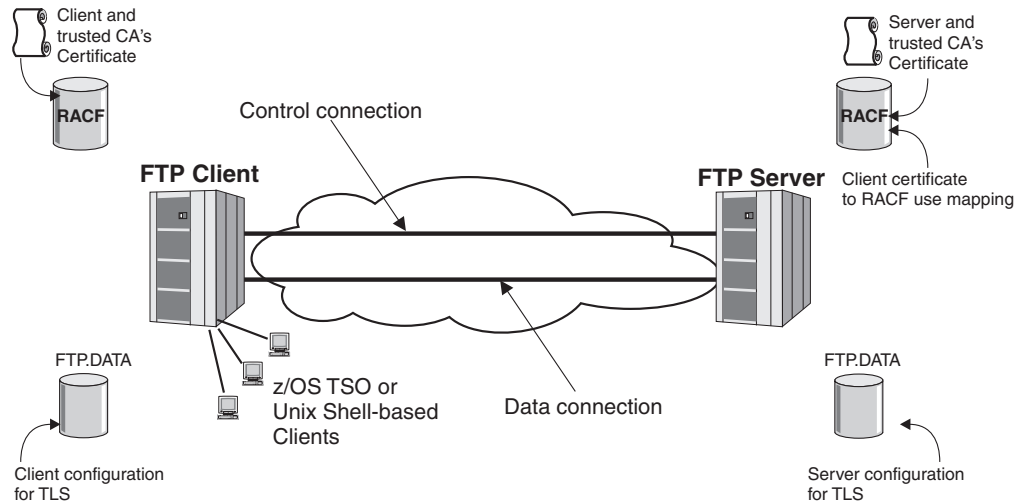 Client and
trusted CA's
Certificate
RACF
Server and
trusted CA's
Certificate
RACF
Control connection
FTP Client
FTP Server
Client certificate
to RACF use mapping
FTP.DATA
z/OS TSO or
Unix Shell-based
Clients
Data connection
FTP.DATA
Client configuration
for TLS
Server configuration
for TLS